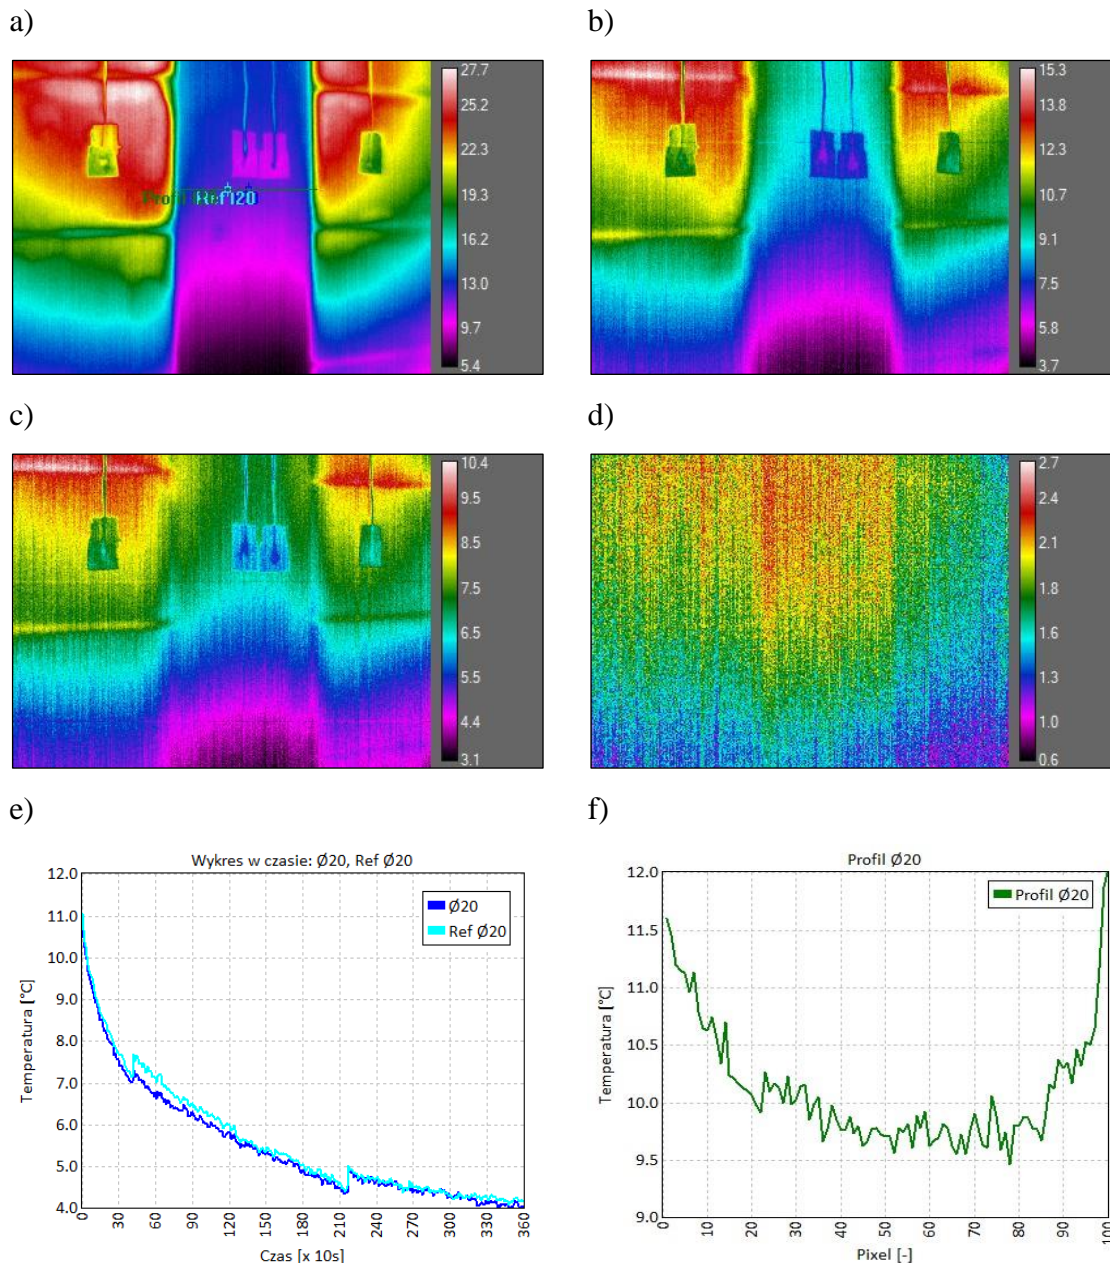 a)
b)
27.7
25.2
22.3
19.3
16.2
13.0
9.7
5.4
Ref
Ø20
15.3
13.8
12.3
10.7
9.1
7.5
5.8
3.7
c)
d)
10.4
9.5
8.5
7.5
6.5
5.5
4.4
3.1
2.7
2.4
2.1
1.8
1.6
1.3
1.0
0.6
e)
f)
Wykres w czasie: Ø20, Ref Ø20
12.0
11.0
10.0
9.0
8.0
7.0
6.0
5.0
4.0
Temperatura [°C]
Ø20
Ref Ø20
0 30 60 90 120 150 180 210 240 270 300 330 360
Czas [x 10s]
Profil Ø20
12.0
11.5
11.0
10.5
10.0
9.5
9.0
Temperatura [°C]
Profil Ø20
0 10 20 30 40 50 60 70 80 90 100
Pixel [-]